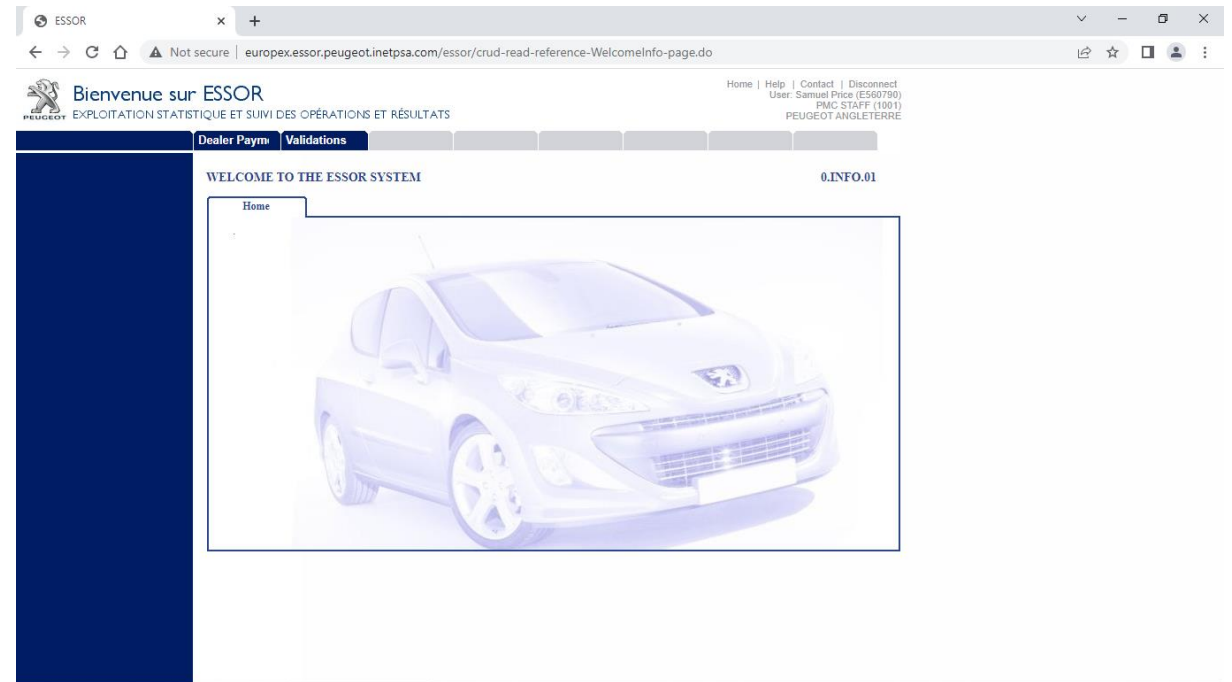 ESSOR
Not secure | europex.essor.peugeot.inetpsa.com/essor/crud-read-reference-WelcomeInfo-page.do
Home | Help | Contact | Disconnect
User: Samuel Price (E560790)
PMC STAFF (1001)
PEUGEOT ANGLETERRE
PEUGEOT
Bienvenue sur ESSOR
EXPLOITATION STATISTIQUE ET SUIVI DES OPÉRATIONS ET RÉSULTATS
Dealer Paym Validations
WELCOME TO THE ESSOR SYSTEM 0.INFO.01
Home